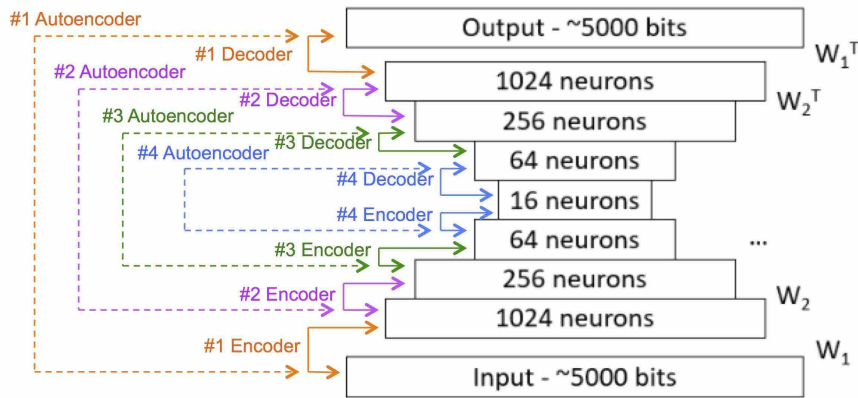 #1 Autoencoder
Output - ~5000 bits
#1 Decoder
W₁ᵀ
#2 Autoencoder
1024 neurons
#2 Decoder
W₂ᵀ
#3 Autoencoder
256 neurons
#3 Decoder
#4 Autoencoder
64 neurons
#4 Decoder
16 neurons
#4 Encoder
64 neurons
...
#3 Encoder
256 neurons
#2 Encoder
W₂
1024 neurons
#1 Encoder
W₁
Input - ~5000 bits